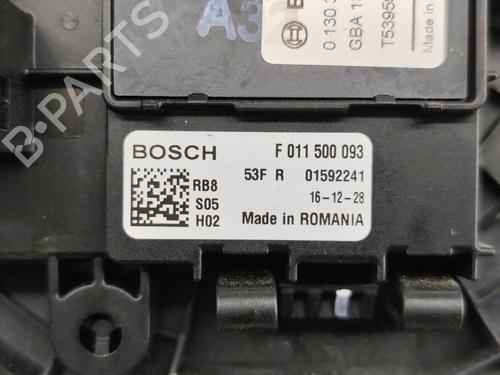 A3
0 130 3
GBA 1
T5395
Made in
BOSCH F 011 500 093
53F R 01592241
RB8
S05 16-12-28
H02 Made in ROMANIA
B-PARTS